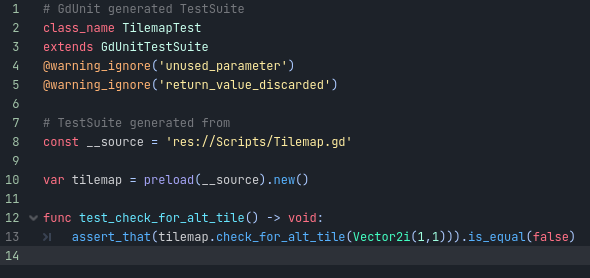 1 # GdUnit generated TestSuite
2 class_name TilemapTest
3 extends GdUnitTestSuite
4 @warning_ignore('unused_parameter')
5 @warning_ignore('return_value_discarded')
6
7 # TestSuite generated from
8 const __source = 'res://Scripts/Tilemap.gd'
9
10 var tilemap = preload(__source).new()
11
12 func test_check_for_alt_tile() -> void:
13 assert_that(tilemap.check_for_alt_tile(Vector2i(1,1))).is_equal(false)
14